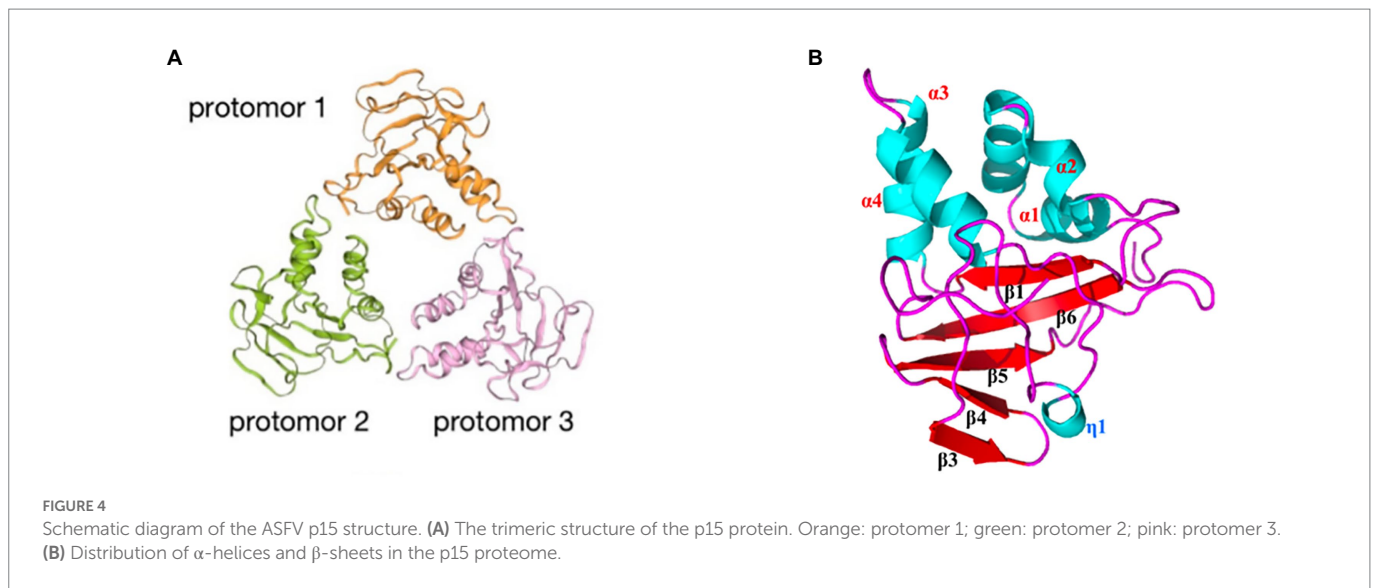 A
protomor 1
protomor 2
protomor 3
B
α3
α2
α4
α1
β1
β6
β5
β4
η1
β3
FIGURE 4
Schematic diagram of the ASFV p15 structure. (A) The trimeric structure of the p15 protein. Orange: protomer 1; green: protomer 2; pink: protomer 3.
(B) Distribution of α-helices and β-sheets in the p15 proteome.